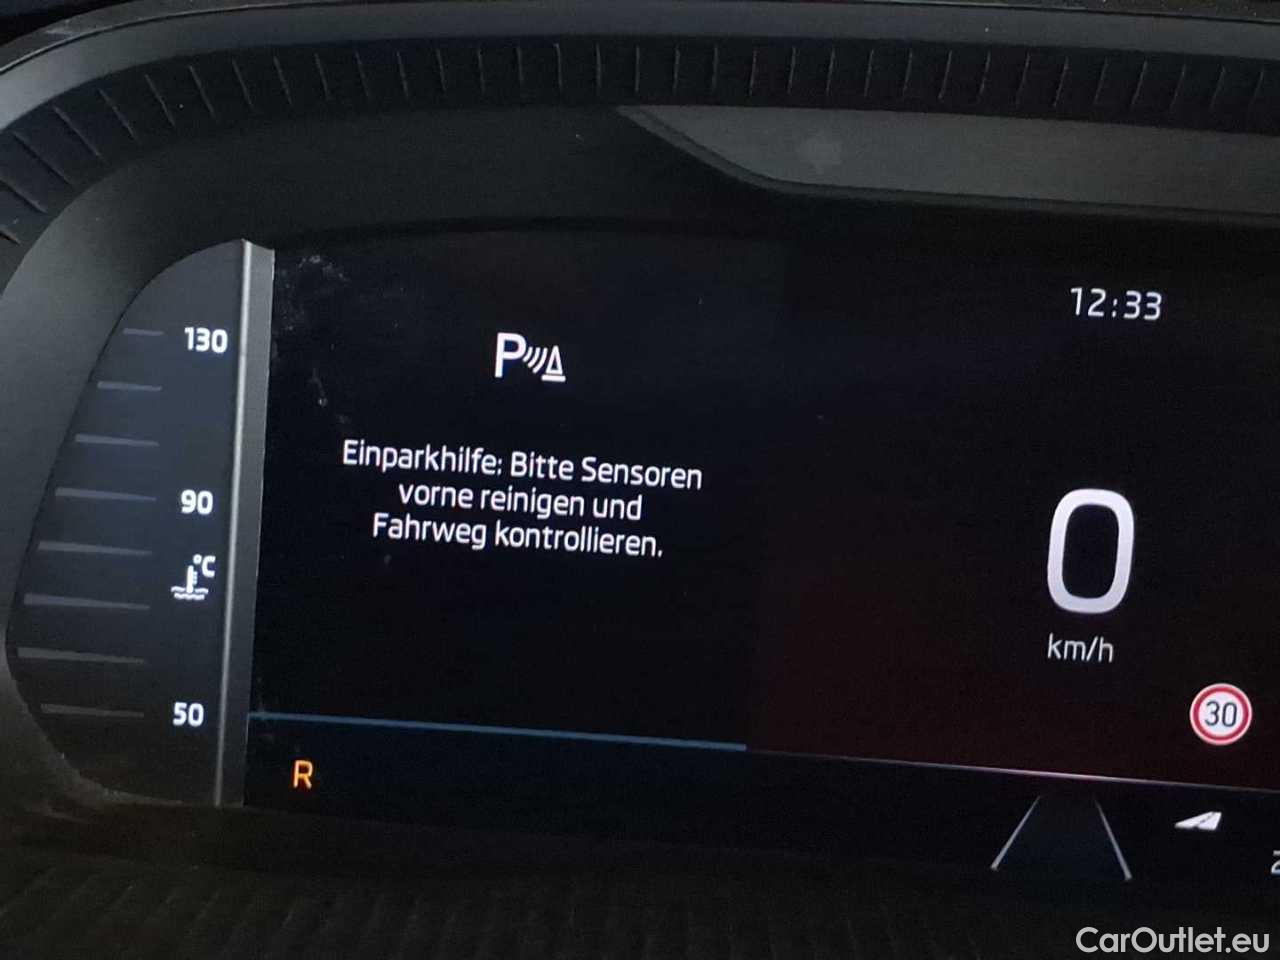 130
12:33
P
Einparkhilfe: Bitte Sensoren
vorne reinigen und
Fahrweg kontrollieren.
90
°C
0
km/h
30
50
R
CarOutlet.eu